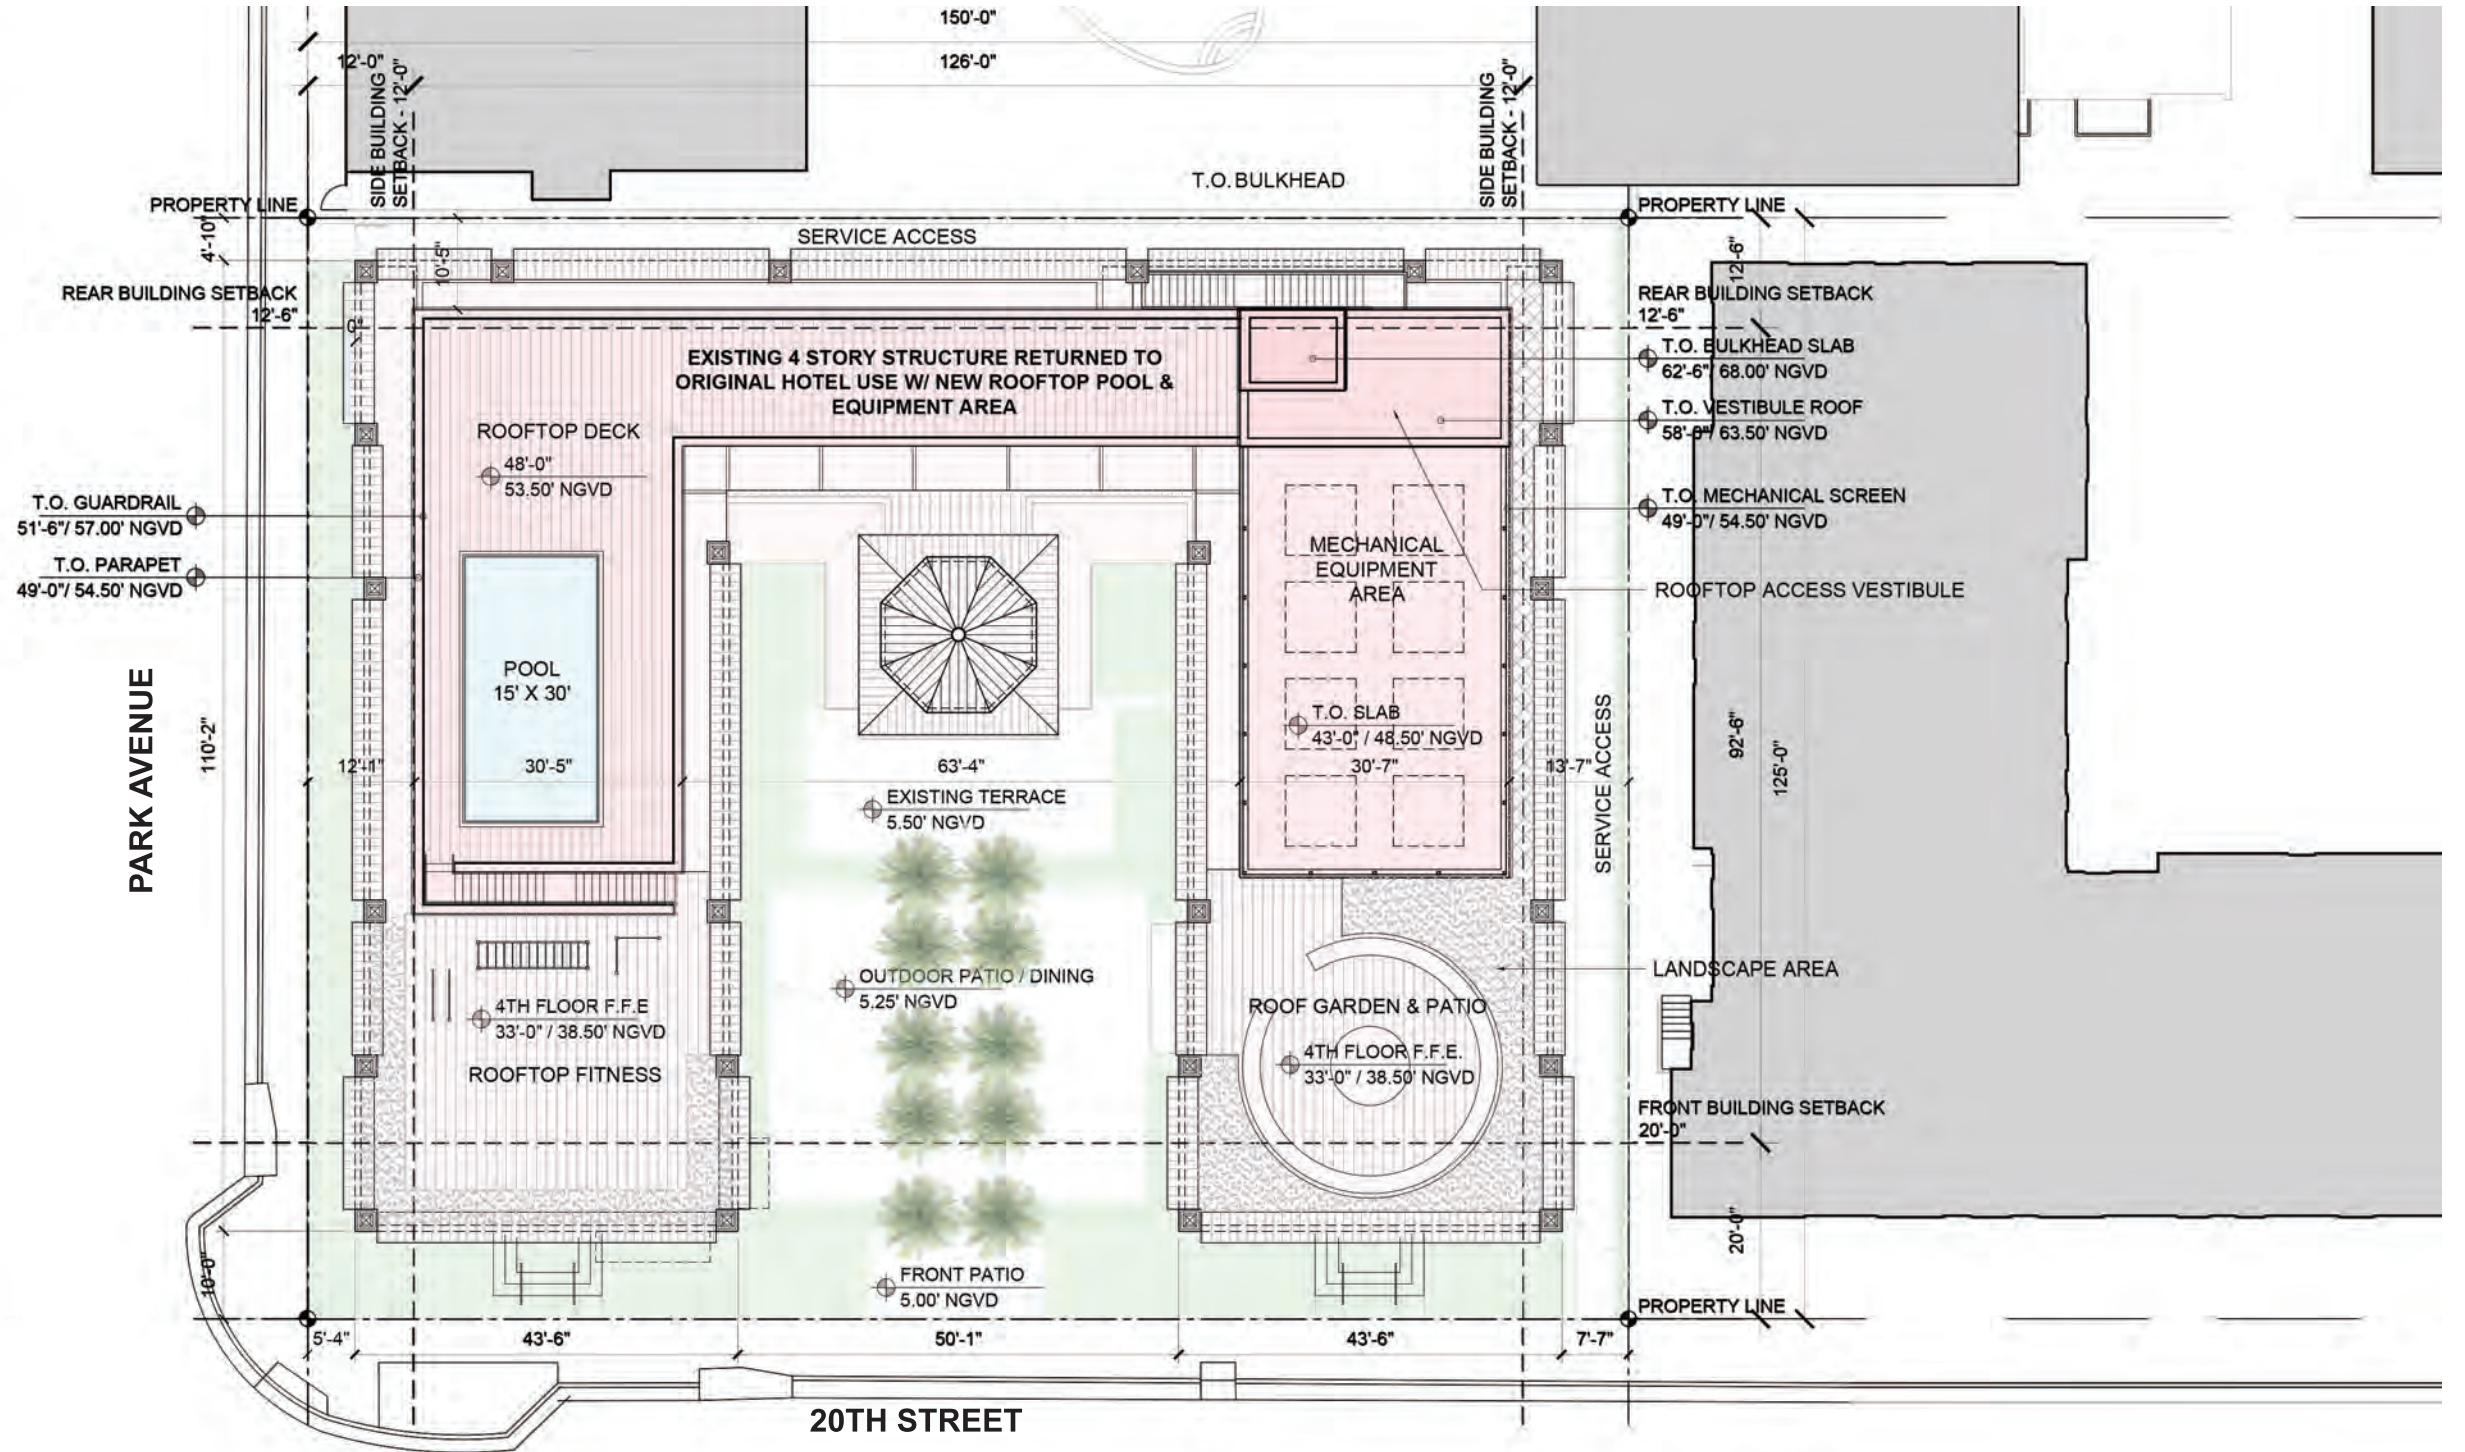 150'-0"
12'-0"
126'-0"
SIDE BUILDING
SETBACK - 12'-0"
SIDE BUILDING
SETBACK - 12'-0"
T.O. BULKHEAD
PROPERTY LINE
PROPERTY LINE
4'-10"
SERVICE ACCESS
10'-5"
12'-6"
REAR BUILDING SETBACK
12'-6"
REAR BUILDING SETBACK
12'-6"
EXISTING 4 STORY STRUCTURE RETURNED TO
ORIGINAL HOTEL USE W/ NEW ROOFTOP POOL &
EQUIPMENT AREA
T.O. BULKHEAD SLAB
62'-6"/ 68.00' NGVD
T.O. VESTIBULE ROOF
58'-0"/ 63.50' NGVD
ROOFTOP DECK
48'-0"
53.50' NGVD
T.O. GUARDRAIL
51'-6"/ 57.00' NGVD
T.O. MECHANICAL SCREEN
49'-0"/ 54.50' NGVD
T.O. PARAPET
49'-0"/ 54.50' NGVD
MECHANICAL
EQUIPMENT
AREA
ROOFTOP ACCESS VESTIBULE
POOL
15' X 30'
PARK AVENUE
110'-2"
T.O. SLAB
43'-0" / 48.50' NGVD
12'-1"
30'-5"
63'-4"
30'-7"
13'-7"
SERVICE ACCESS
92'-6"
125'-0"
EXISTING TERRACE
5.50' NGVD
OUTDOOR PATIO / DINING
5.25' NGVD
LANDSCAPE AREA
4TH FLOOR F.F.E
33'-0" / 38.50' NGVD
ROOFTOP FITNESS
ROOF GARDEN & PATIO
4TH FLOOR F.F.E.
33'-0" / 38.50' NGVD
FRONT BUILDING SETBACK
20'-0"
20'-0"
10'-0"
FRONT PATIO
5.00' NGVD
PROPERTY LINE
5'-4"
43'-6"
50'-1"
43'-6"
7'-7"
20TH STREET